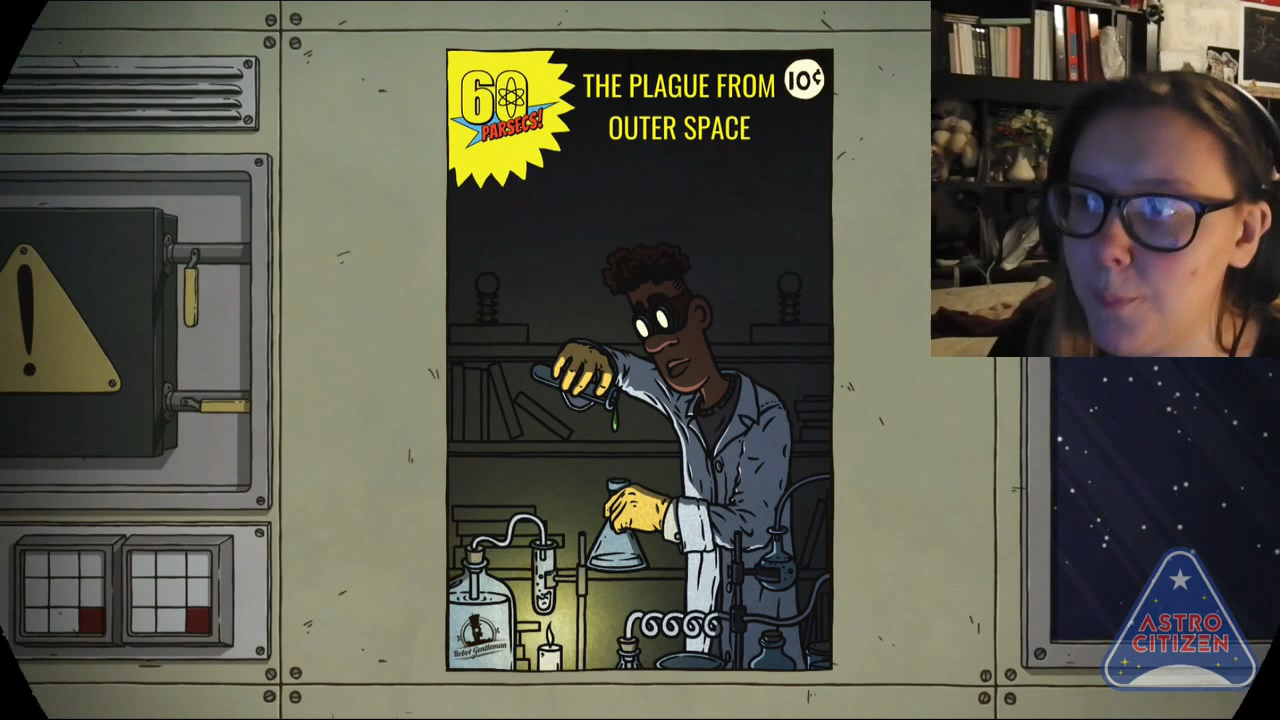 60
PARSECS!
THE PLAGUE FROM
OUTER SPACE
10¢
Robot Gentleman
ASTRO
CITIZEN